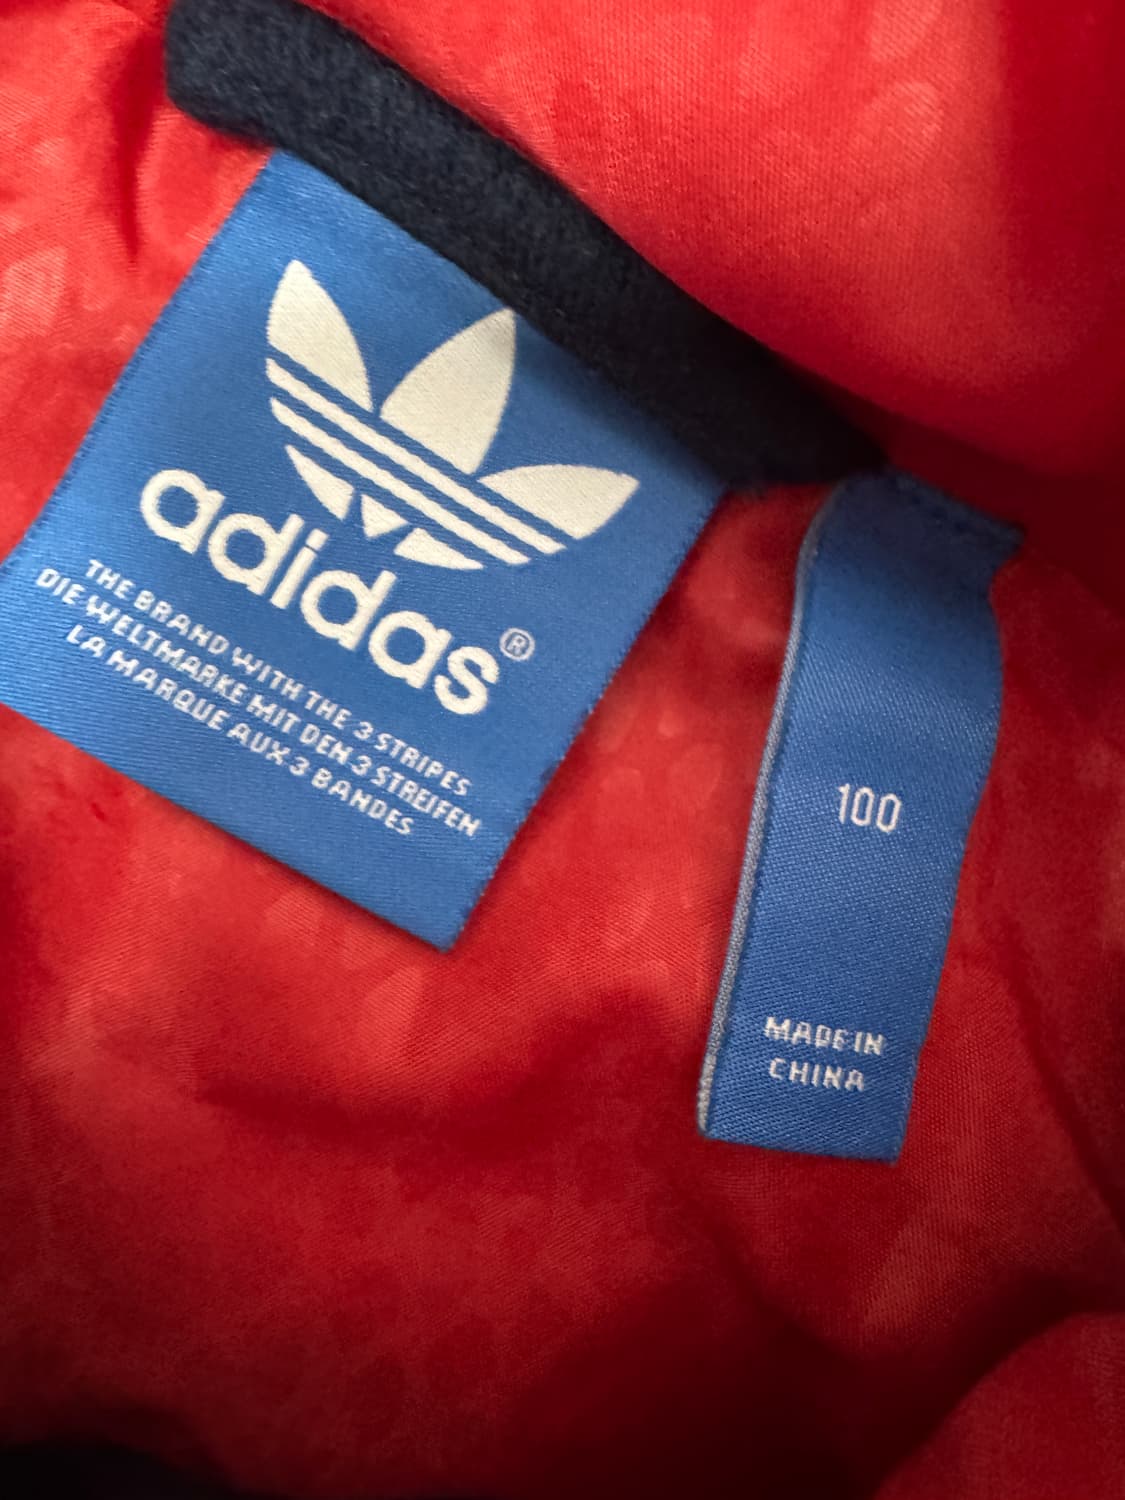 adidas®
THE BRAND WITH THE 3 STRIPES
DIE WELTMARKE MIT DEN 3 STREIFEN
LA MARQUE AUX 3 BANDES
100
MADE IN
CHINA